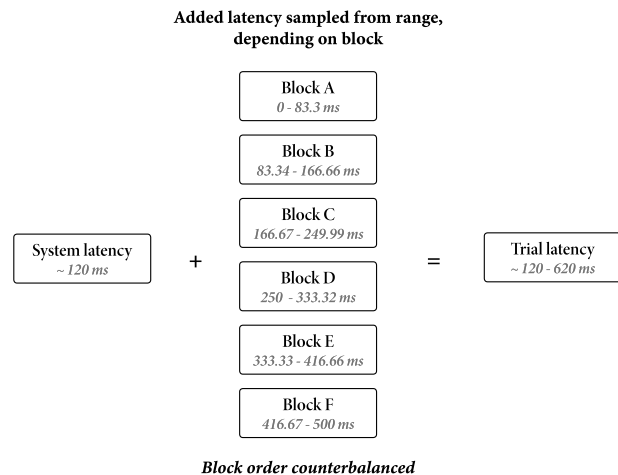 Added latency sampled from range,
depending on block
Block A
0 - 83.3 ms
Block B
83.34 - 166.66 ms
Block C
166.67 - 249.99 ms
System latency
~ 120 ms
+
=
Trial latency
~ 120 - 620 ms
Block D
250 - 333.32 ms
Block E
333.33 - 416.66 ms
Block F
416.67 - 500 ms
Block order counterbalanced